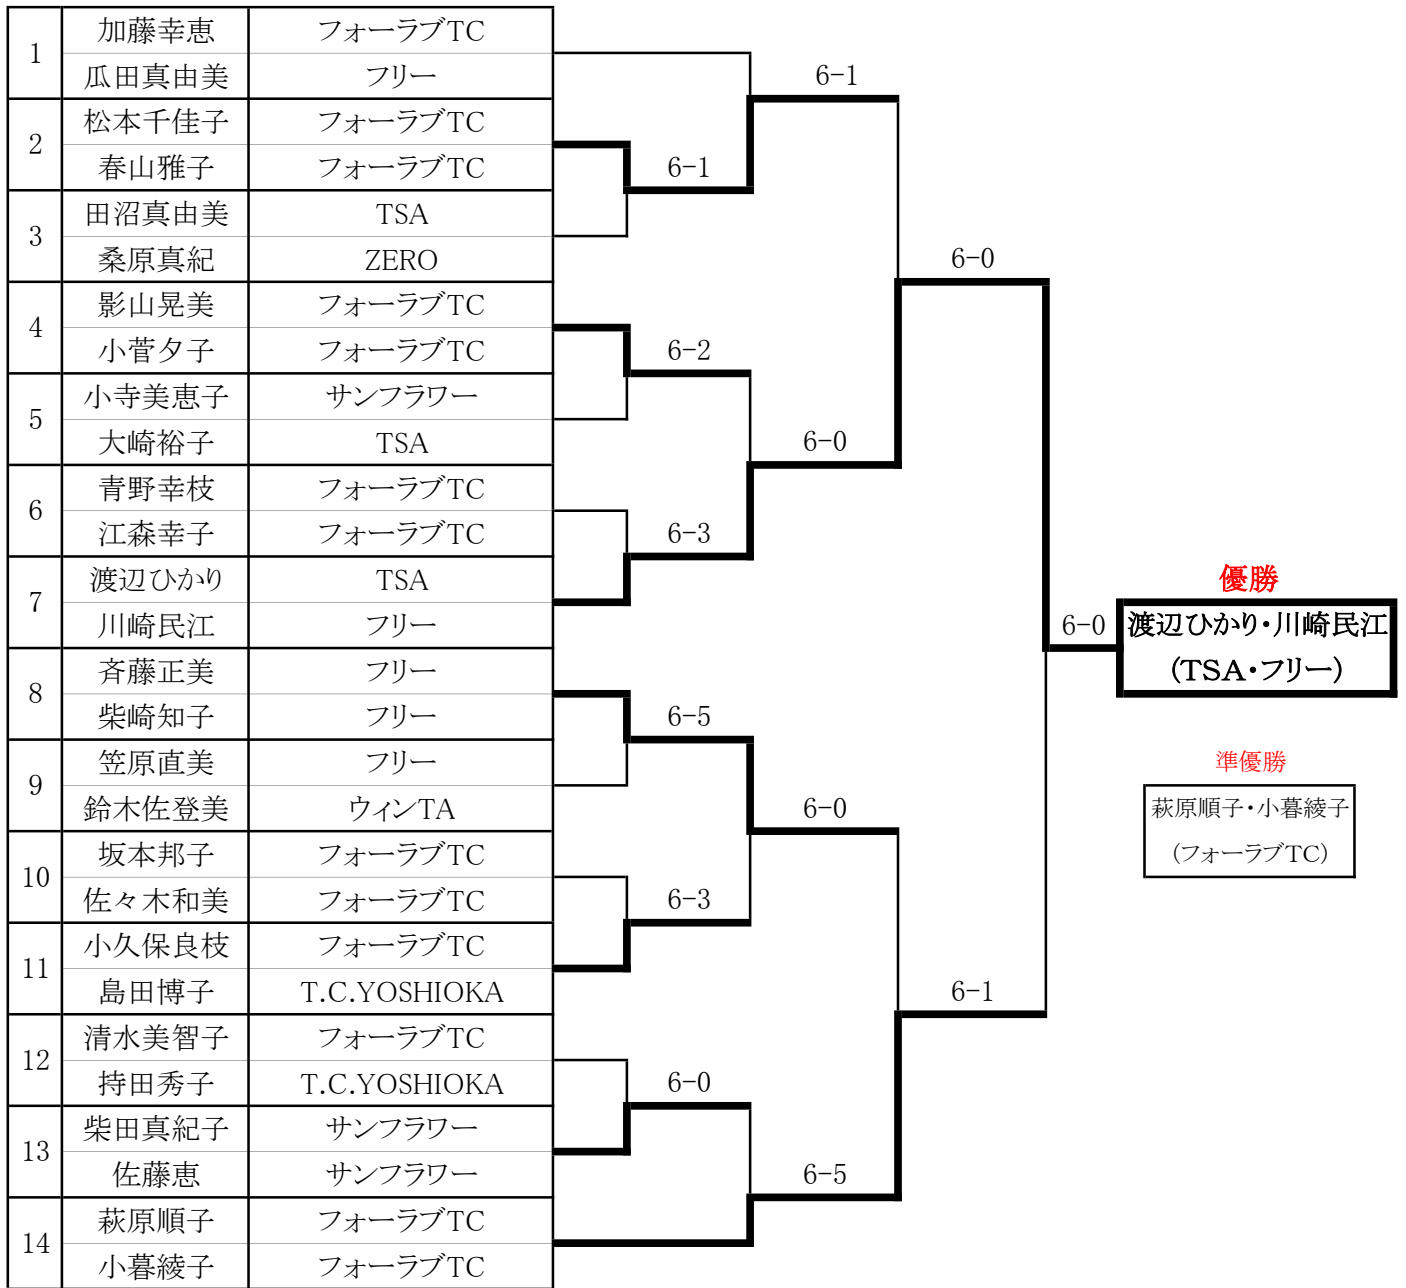 1 加藤幸恵 フォーラブTC
瓜田真由美 フリー
6-1
2 松本千佳子 フォーラブTC
春山雅子 フォーラブTC
6-1
3 田沼真由美 TSA
桑原真紀 ZERO
6-0
4 影山晃美 フォーラブTC
小菅夕子 フォーラブTC
6-2
5 小寺美恵子 サンフラワー
大崎裕子 TSA
6-0
6 青野幸枝 フォーラブTC
江森幸子 フォーラブTC
6-3
7 渡辺ひかり TSA
川崎民江 フリー
優勝
6-0
渡辺ひかり・川崎民江
(TSA・フリー)
8 斉藤正美 フリー
柴崎知子 フリー
6-5
9 笠原直美 フリー
鈴木佐登美 ウィンTA
6-0
準優勝
萩原順子・小暮綾子
(フォーラブTC)
10 坂本邦子 フォーラブTC
佐々木和美 フォーラブTC
6-3
11 小久保良枝 フォーラブTC
島田博子 T.C.YOSHIOKA
6-1
12 清水美智子 フォーラブTC
持田秀子 T.C.YOSHIOKA
6-0
13 柴田真紀子 サンフラワー
佐藤恵 サンフラワー
6-5
14 萩原順子 フォーラブTC
小暮綾子 フォーラブTC